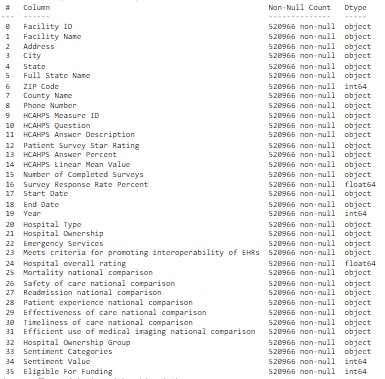 # Column Non-Null Count Dtype
--- ------ -------------- -----
0 Facility ID 520966 non-null object
1 Facility Name 520966 non-null object
2 Address 520966 non-null object
3 City 520966 non-null object
4 State 520966 non-null object
5 Full State Name 520966 non-null object
6 ZIP Code 520966 non-null int64
7 County Name 520966 non-null object
8 Phone Number 520966 non-null object
9 HCAHPS Measure ID 520966 non-null object
10 HCAHPS Question 520966 non-null object
11 HCAHPS Answer Description 520966 non-null object
12 Patient Survey Star Rating 520966 non-null object
13 HCAHPS Answer Percent 520966 non-null object
14 HCAHPS Linear Mean Value 520966 non-null object
15 Number of Completed Surveys 520966 non-null object
16 Survey Response Rate Percent 520966 non-null float64
17 Start Date 520966 non-null object
18 End Date 520966 non-null object
19 Year 520966 non-null int64
20 Hospital Type 520966 non-null object
21 Hospital Ownership 520966 non-null object
22 Emergency Services 520966 non-null object
23 Meets criteria for promoting interoperability of EHRs 520966 non-null object
24 Hospital overall rating 520966 non-null float64
25 Mortality national comparison 520966 non-null object
26 Safety of care national comparison 520966 non-null object
27 Readmission national comparison 520966 non-null object
28 Patient experience national comparison 520966 non-null object
29 Effectiveness of care national comparison 520966 non-null object
30 Timeliness of care national comparison 520966 non-null object
31 Efficient use of medical imaging national comparison 520966 non-null object
32 Hospital Ownership Group 520966 non-null object
33 Sentiment Categories 520966 non-null object
34 Sentiment Value 520966 non-null int64
35 Eligible For Funding 520966 non-null int64